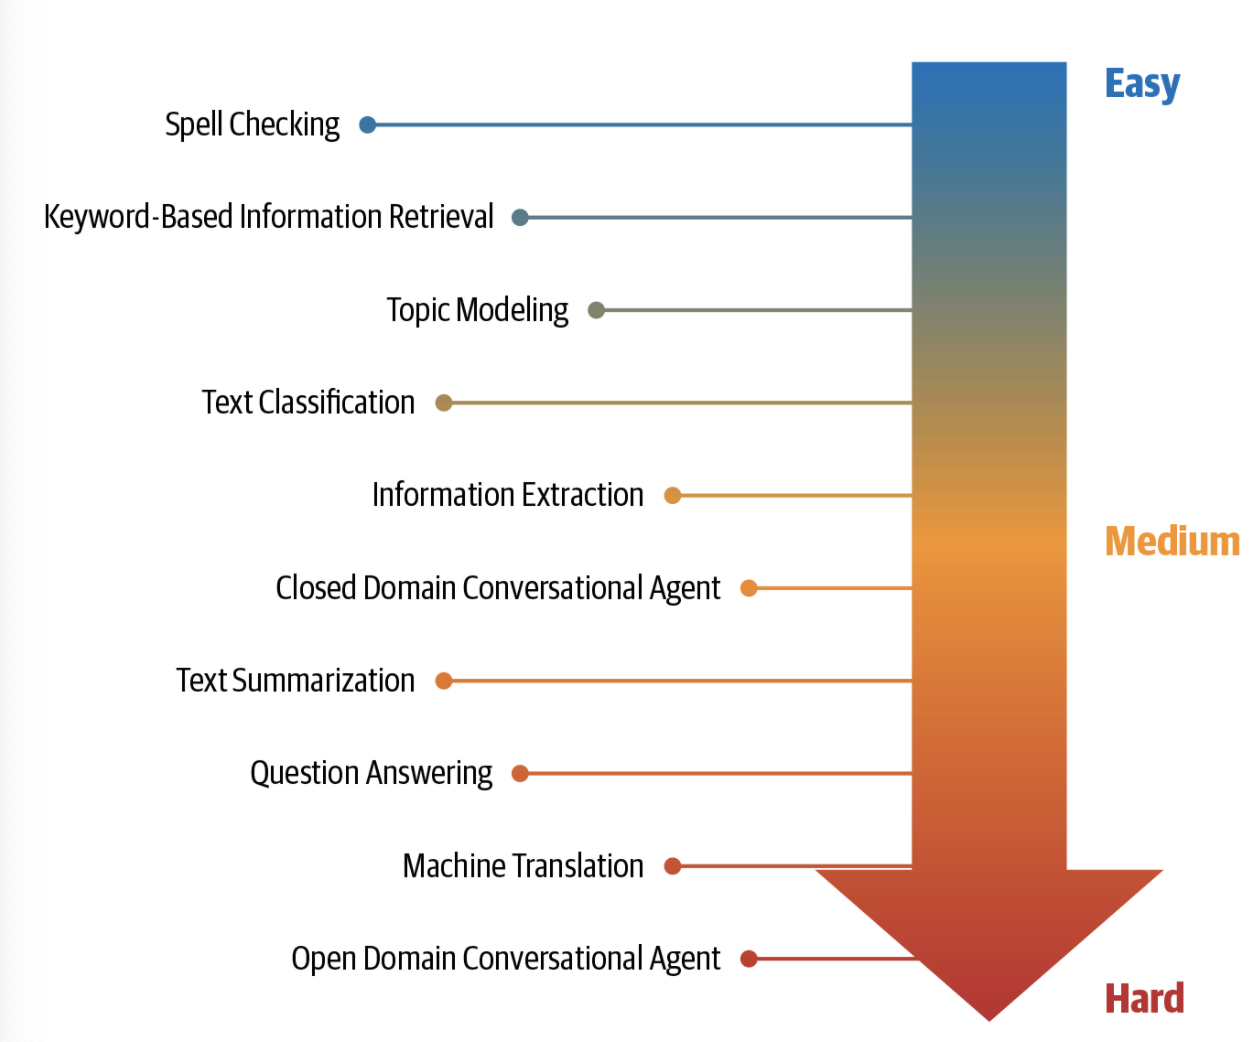 Easy
Spell Checking
Keyword-Based Information Retrieval
Topic Modeling
Text Classification
Information Extraction
Medium
Closed Domain Conversational Agent
Text Summarization
Question Answering
Machine Translation
Open Domain Conversational Agent
Hard